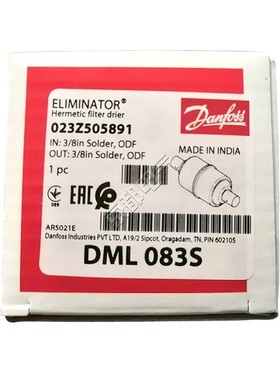 ELIMINATOR®
Hermetic filter drier
023Z505891
IN: 3/8in Solder, ODF
OUT: 3/8in Solder, ODF
1 pc
Danfoss
MADE IN INDIA
EAC
AR5021E
Danfoss Industries PVT LTD, A19/2 Sipcot, Oragadam, TN, PIN 602105
DML 083S